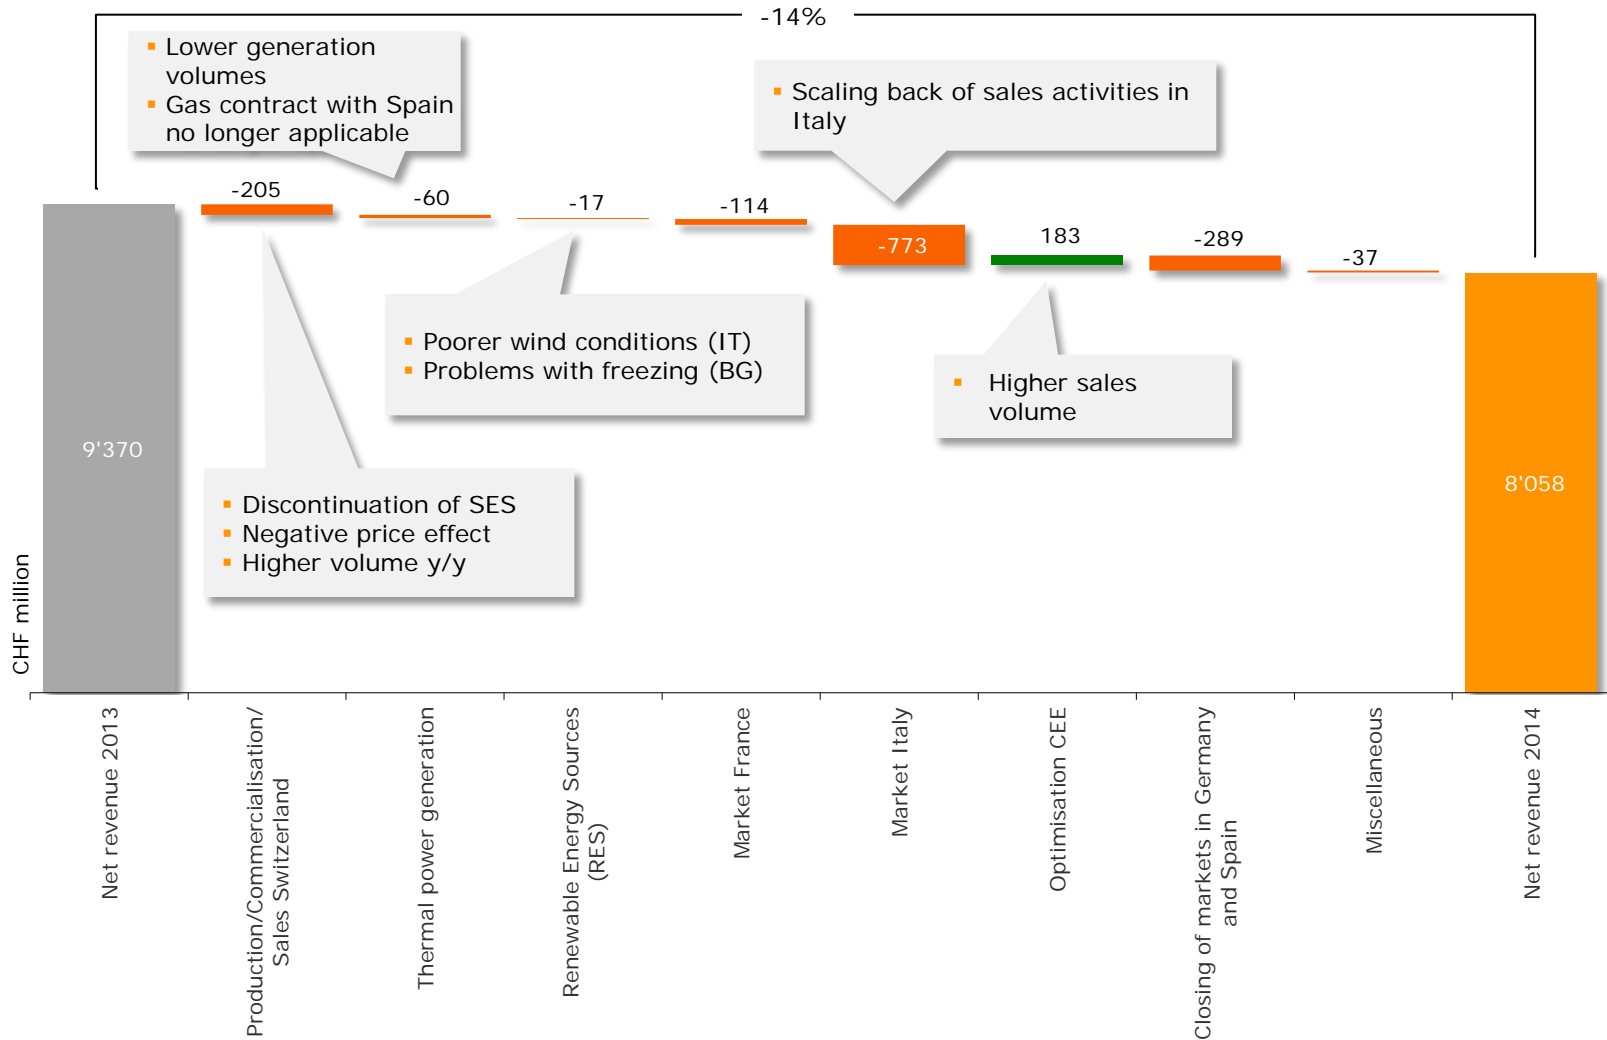 -14%
Lower generation
volumes
Gas contract with Spain
no longer applicable
Scaling back of sales activities in
Italy
-205
-60
-17
-114
-773
183
-289
-37
Poorer wind conditions (IT)
Problems with freezing (BG)
Higher sales
volume
9'370
8'058
Discontinuation of SES
Negative price effect
Higher volume y/y
CHF million
Net revenue 2013
Production/Commercialisation/
Sales Switzerland
Thermal power generation
Renewable Energy Sources
(RES)
Market France
Market Italy
Optimisation CEE
Closing of markets in Germany
and Spain
Miscellaneous
Net revenue 2014